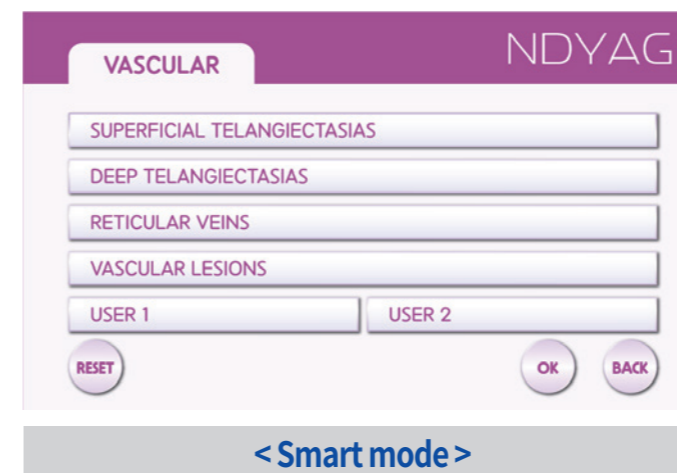 VASCULAR
NDYAG
SUPERFICIAL TELANGIECTASIAS
DEEP TELANGIECTASIAS
RETICULAR VEINS
VASCULAR LESIONS
USER 1 USER 2
RESET OK BACK
< Smart mode >